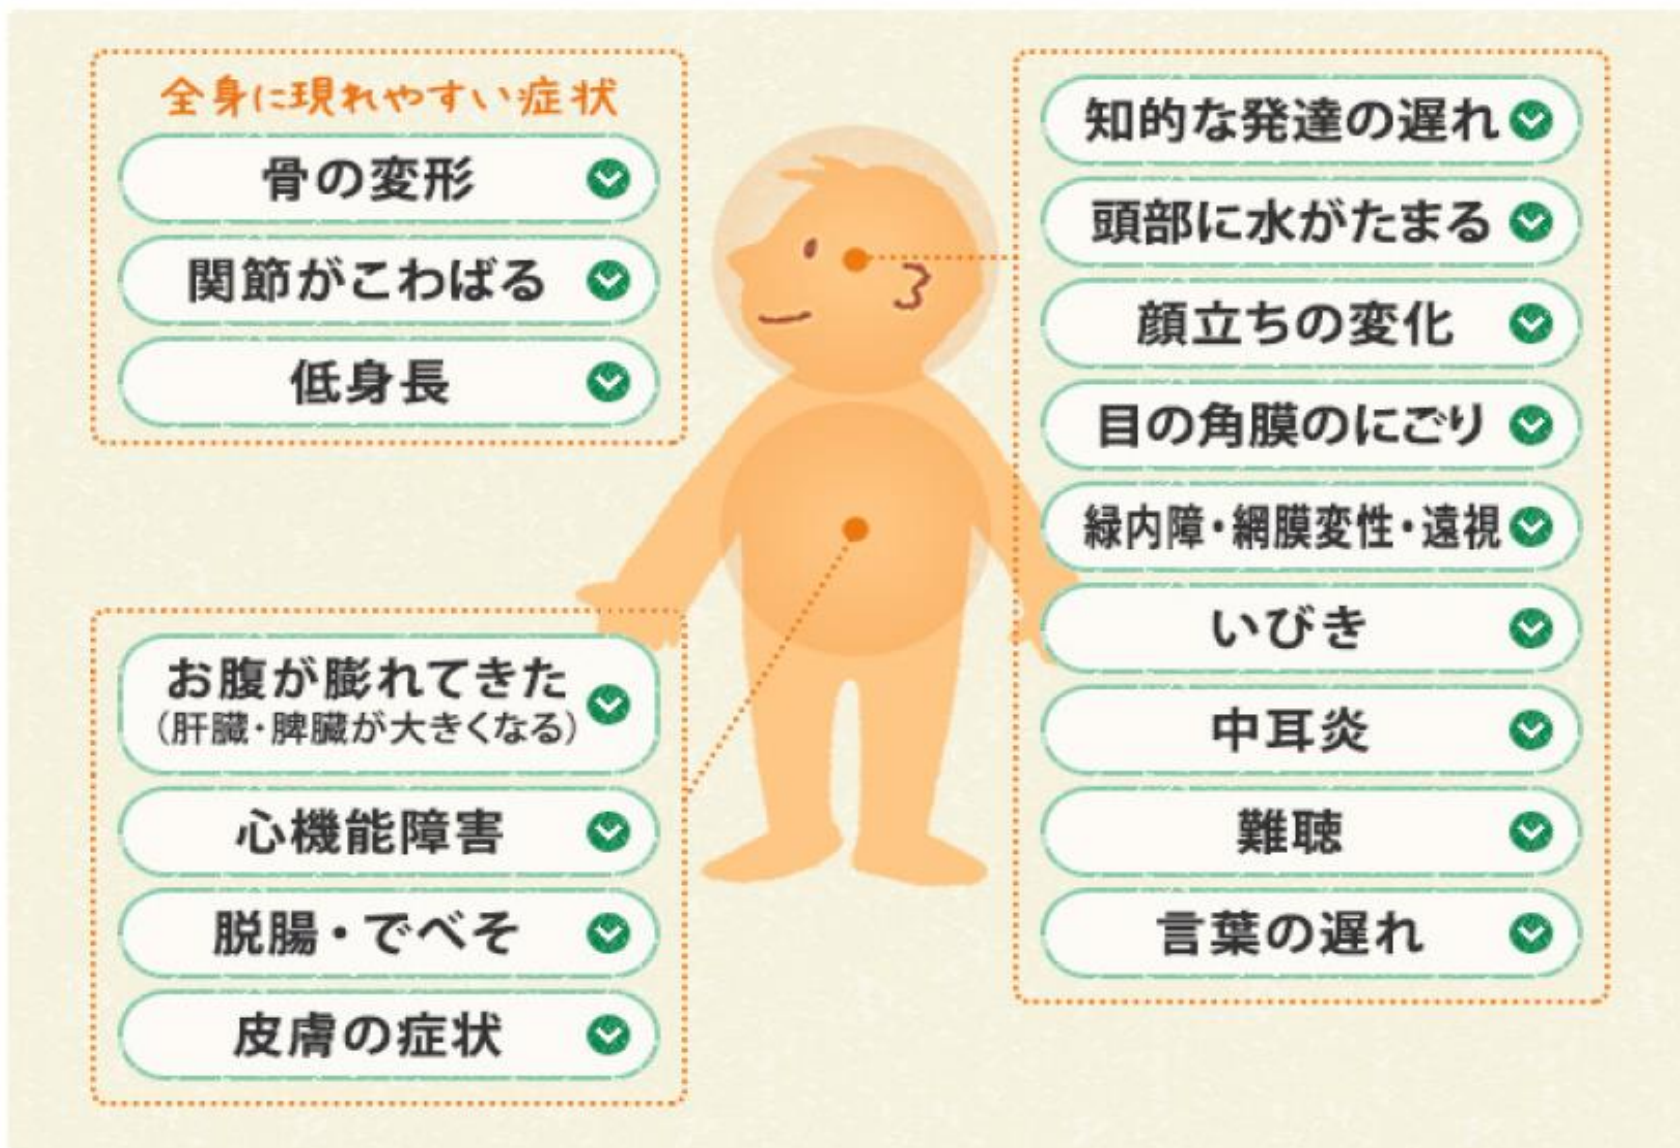 全身に現れやすい症状
骨の変形
関節がこわばる
低身長
お腹が膨れてきた
（肝臓・脾臓が大きくなる）
心機能障害
脱腸・でべそ
皮膚の症状
知的な発達の遅れ
頭部に水がたまる
顔立ちの変化
目の角膜のにごり
緑内障・網膜変性・遠視
いびき
中耳炎
難聴
言葉の遅れ